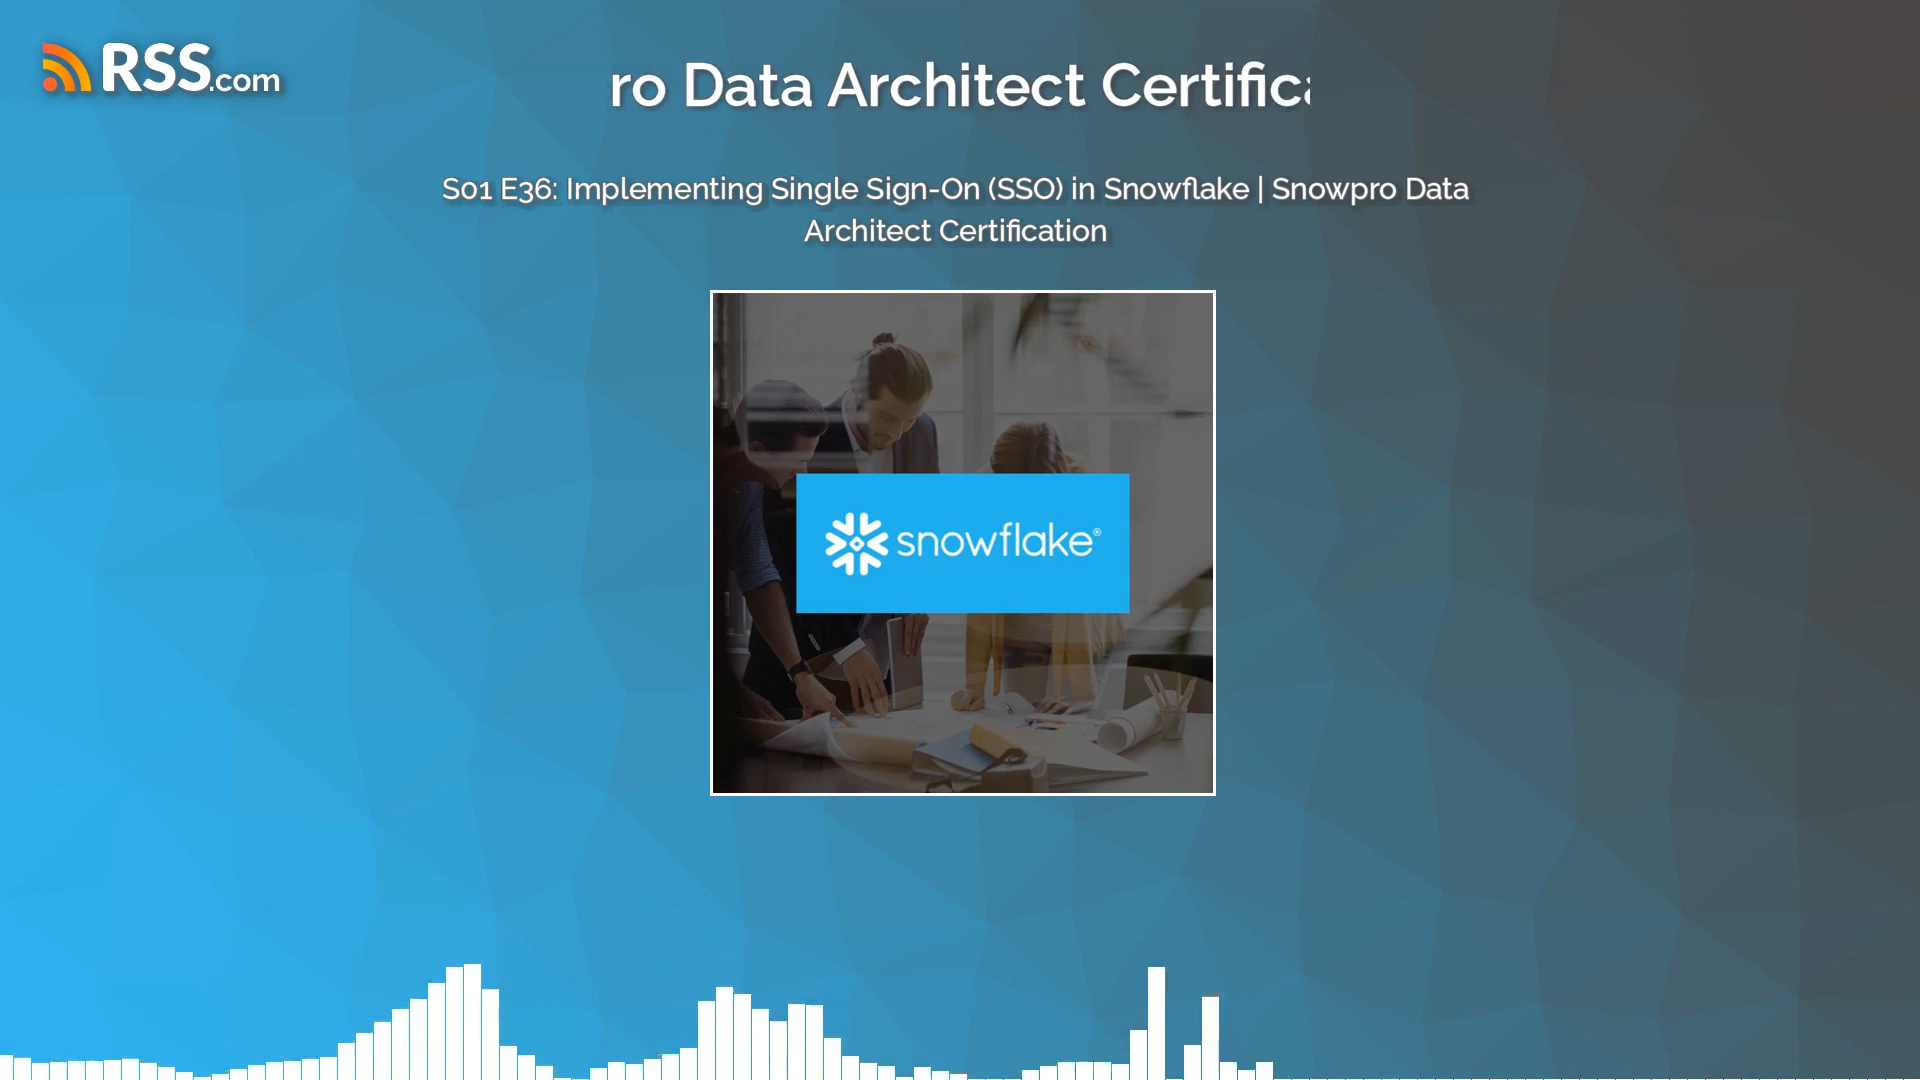 RSS.com
ro Data Architect Certifica
S01 E36: Implementing Single Sign-On (SSO) in Snowflake | Snowpro Data
Architect Certification
snowflake®